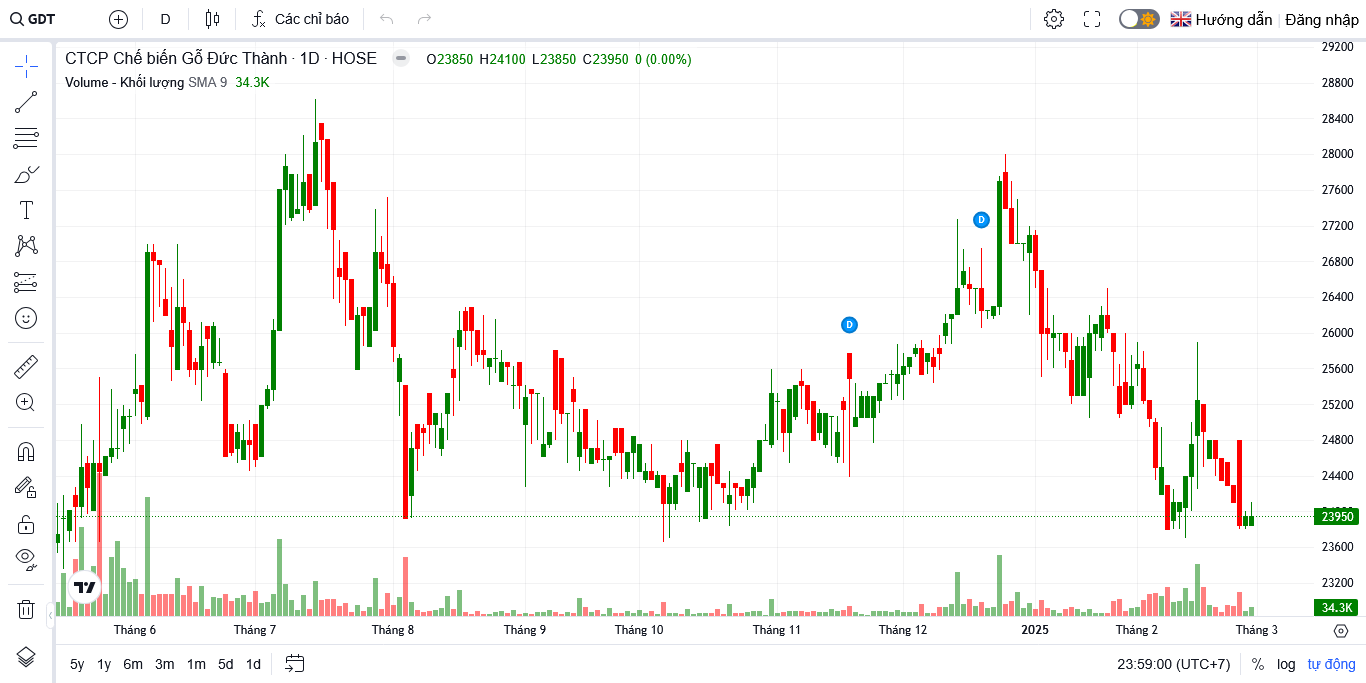 GDT D Các chỉ báo Hướng dẫn Đăng nhập
CTCP Chế biến Gỗ Đức Thành · 1D · HOSE O23850 H24100 L23850 C23950 0 (0.00%)
Volume - Khối lượng SMA 9 34.3K
29200
28800
28400
28000
27600
27200
26800
26400
26000
25600
25200
24800
24400
23950
23600
23200
34.3K
D
D
Tháng 6 Tháng 7 Tháng 8 Tháng 9 Tháng 10 Tháng 11 Tháng 12 2025 Tháng 2 Tháng 3
5y 1y 6m 3m 1m 5d 1d 23:59:00 (UTC+7) % log tự động